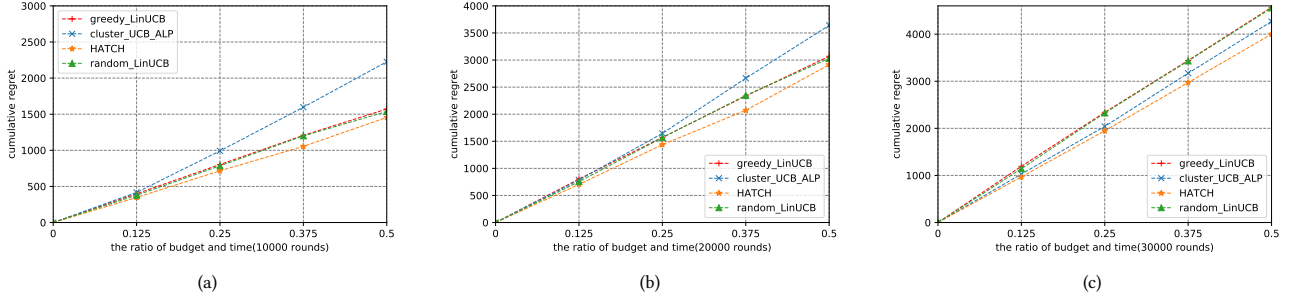 3000
2500
2000
1500
1000
500
0
cumulative regret
greedy_LinUCB
cluster_UCB_ALP
HATCH
random_LinUCB
0 0.125 0.25 0.375 0.5
the ratio of budget and time(10000 rounds)
(a)
4000
3500
3000
2500
2000
1500
1000
500
0
cumulative regret
greedy_LinUCB
cluster_UCB_ALP
HATCH
random_LinUCB
0 0.125 0.25 0.375 0.5
the ratio of budget and time(20000 rounds)
(b)
4000
3000
2000
1000
0
cumulative regret
greedy_LinUCB
cluster_UCB_ALP
HATCH
random_LinUCB
0 0.125 0.25 0.375 0.5
the ratio of budget and time(30000 rounds)
(c)